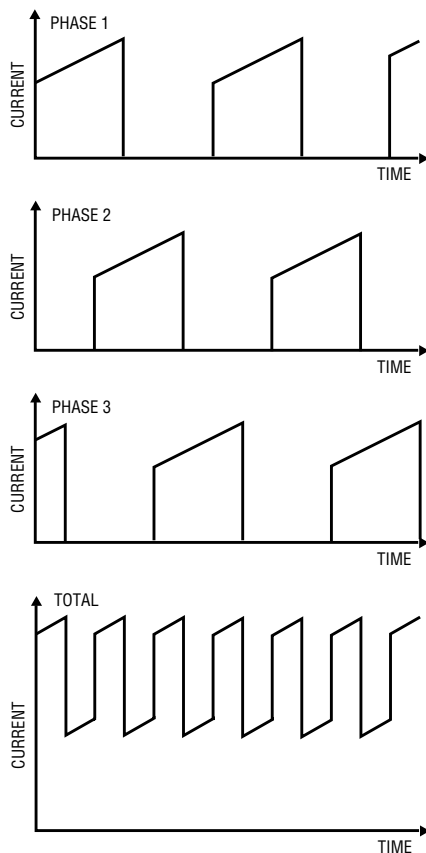 PHASE 1
CURRENT
TIME
PHASE 2
CURRENT
TIME
PHASE 3
CURRENT
TIME
TOTAL
CURRENT
TIME